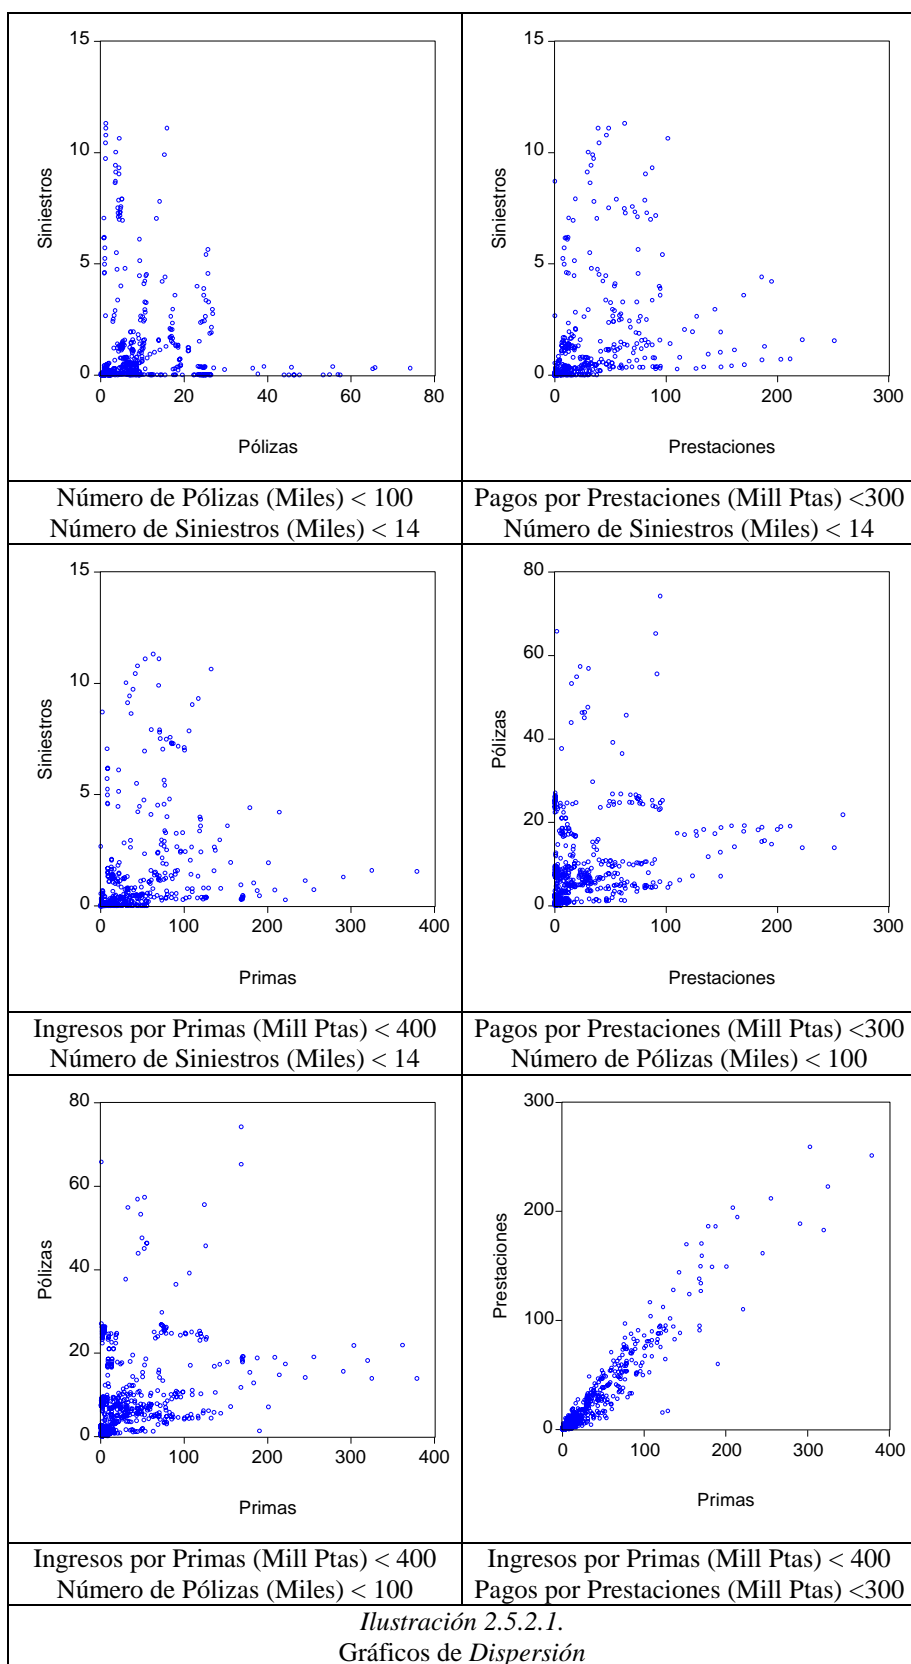 15
10
5
0
Siniestros
0
20
40
60
80
Pólizas
15
10
5
0
Siniestros
0
100
200
300
Prestaciones
Número de Pólizas (Miles) < 100
Número de Siniestros (Miles) < 14
Pagos por Prestaciones (Mill Ptas) <300
Número de Siniestros (Miles) < 14
15
10
5
0
Siniestros
0
100
200
300
400
Primas
80
60
40
20
0
Pólizas
0
100
200
300
Prestaciones
Ingresos por Primas (Mill Ptas) < 400
Número de Siniestros (Miles) < 14
Pagos por Prestaciones (Mill Ptas) <300
Número de Pólizas (Miles) < 100
80
60
40
20
0
Pólizas
0
100
200
300
400
Primas
300
200
100
0
Prestaciones
0
100
200
300
400
Primas
Ingresos por Primas (Mill Ptas) < 400
Número de Pólizas (Miles) < 100
Ingresos por Primas (Mill Ptas) < 400
Pagos por Prestaciones (Mill Ptas) <300
Ilustración 2.5.2.1.
Gráficos de Dispersión